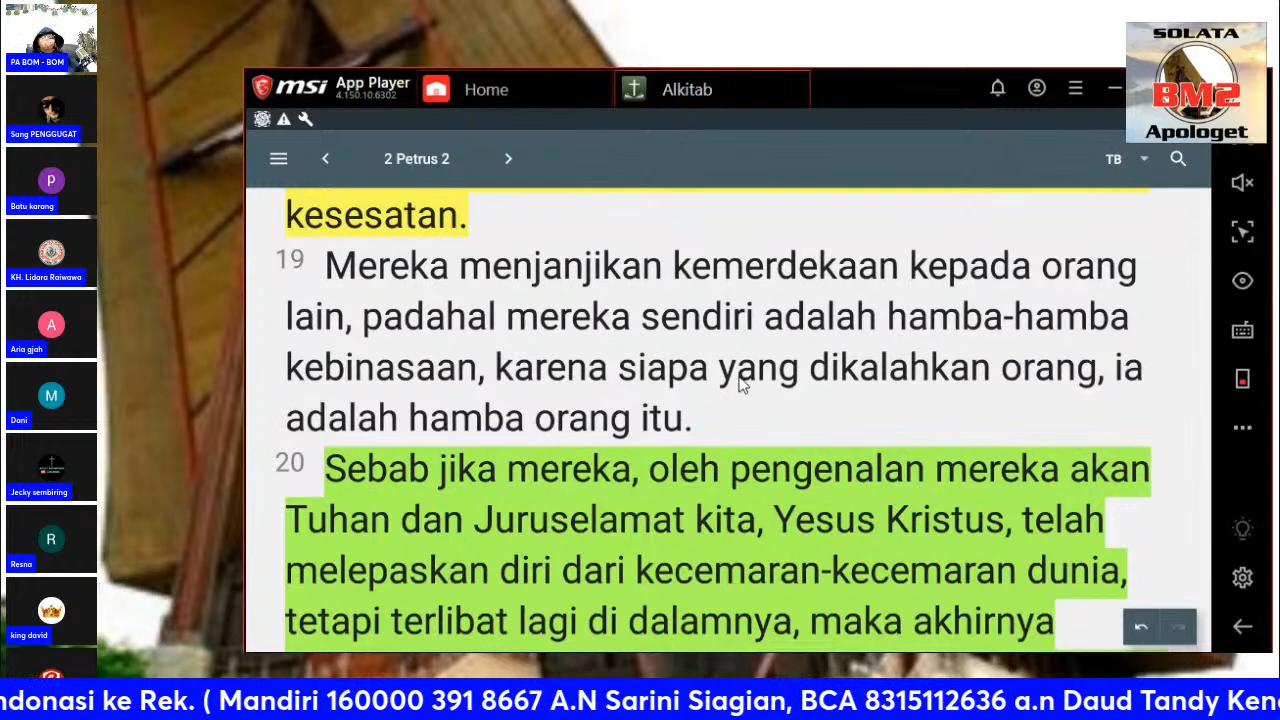 PA BOM - BOM
Sang PENGGUGAT
P
Batu karang
KH. Lidara Raiwawa
A
Aria gjah
M
Dani
Jecky sembiring
R
Resna
king david
msi App Player
4.150.10.6302
Home
Alkitab
SOLATA
BM2
Apologet
2 Petrus 2
TB
kesesatan.
19 Mereka menjanjikan kemerdekaan kepada orang
lain, padahal mereka sendiri adalah hamba-hamba
kebinasaan, karena siapa yang dikalahkan orang, ia
adalah hamba orang itu.
20 Sebab jika mereka, oleh pengenalan mereka akan
Tuhan dan Juruselamat kita, Yesus Kristus, telah
melepaskan diri dari kecemaran-kecemaran dunia,
tetapi terlibat lagi di dalamnya, maka akhirnya
ndonasi ke Rek. ( Mandiri 160000 391 8667 A.N Sarini Siagian, BCA 8315112636 a.n Daud Tandy Ken